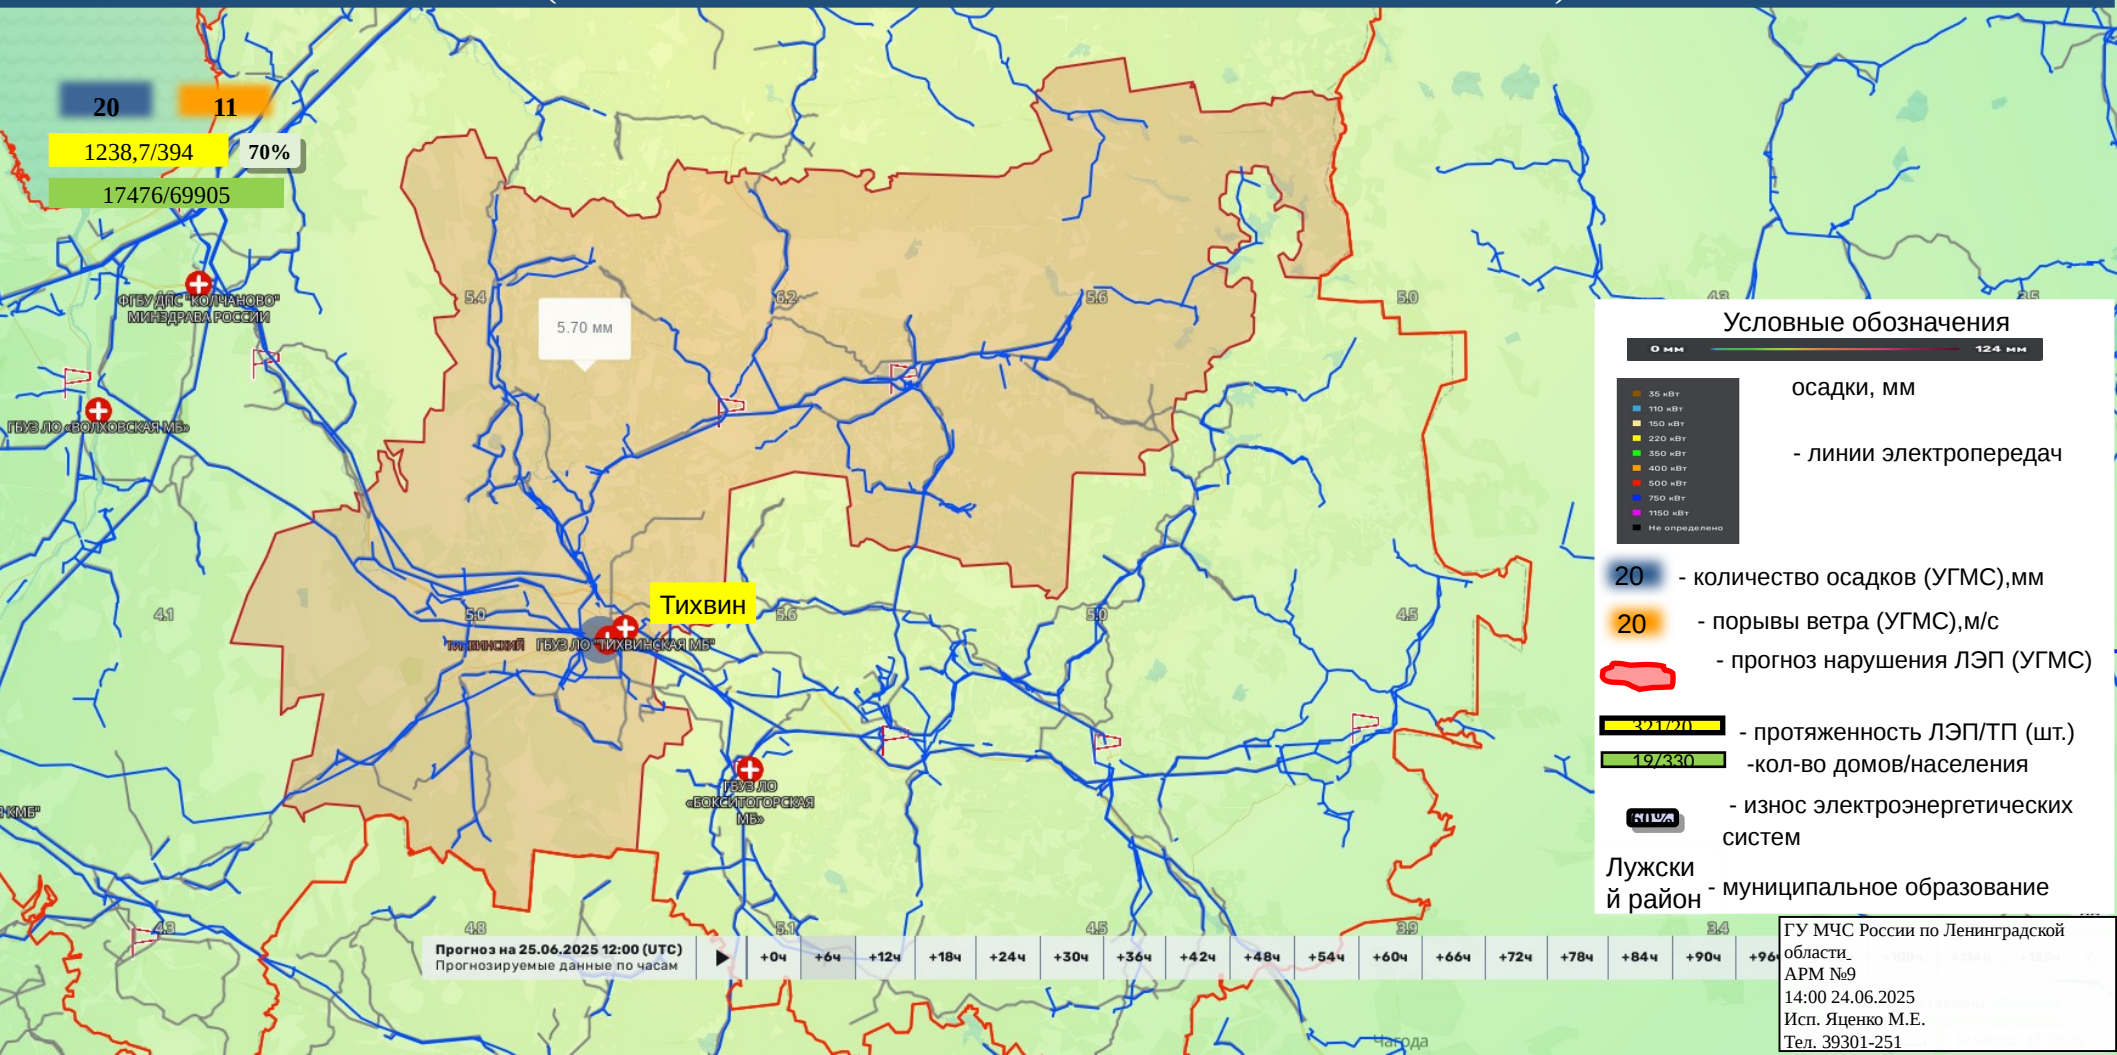 20
11
1238,7/394
70%
17476/69905
ФГБУ ДПС "КОЛЧАНОВО"
МИНЗДРАВА РОССИИ
ГБУЗ ЛО «ВОЛХОВСКАЯ МБ»
5.4
6.2
5.6
5.0
5.70 мм
4.1
5.0
5.6
5.0
4.5
Тихвин
ГБУЗ ЛО "ТИХВИНСКАЯ МБ"
ГБУЗ ЛО
«БОКСИТОГОРСКАЯ
МБ»
КМБ"
4.3
4.8
5.1
4.5
3.9
3.4
Чагода
Условные обозначения
0 мм
124 мм
осадки, мм
35 кВт
110 кВт
150 кВт
220 кВт
350 кВт
400 кВт
500 кВт
750 кВт
1150 кВт
Не определено
- линии электропередач
20 - количество осадков (УГМС),мм
20 - порывы ветра (УГМС),м/с
- прогноз нарушения ЛЭП (УГМС)
321/20 - протяженность ЛЭП/ТП (шт.)
19/330 -кол-во домов/населения
- износ электроэнергетических
систем
Лужски
й район - муниципальное образование
Прогноз на 25.06.2025 12:00 (UTC)
Прогнозируемые данные по часам
+0ч +6ч +12ч +18ч +24ч +30ч +36ч +42ч +48ч +54ч +60ч +66ч +72ч +78ч +84ч +90ч +96
ГУ МЧС России по Ленинградской
области
АРМ №9
14:00 24.06.2025
Исп. Яценко М.Е.
Тел. 39301-251